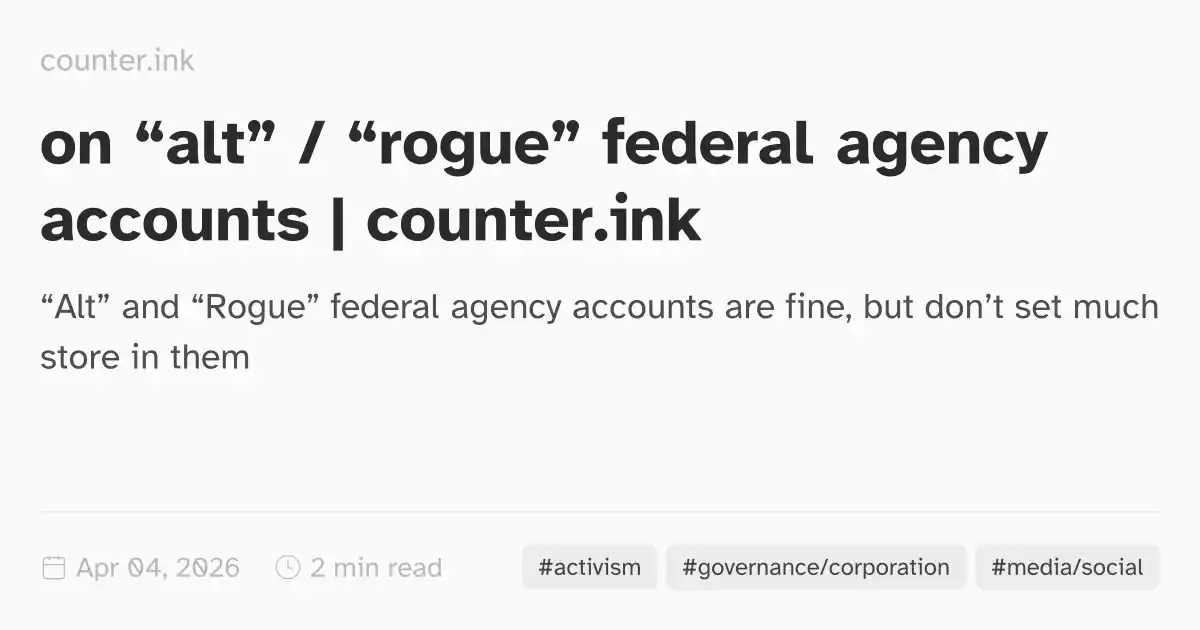 counter.ink
on “alt” / “rogue” federal agency
accounts | counter.ink
“Alt” and “Rogue” federal agency accounts are fine, but don’t set much
store in them
Apr 04, 2026
2 min read
#activism
#governance/corporation
#media/social